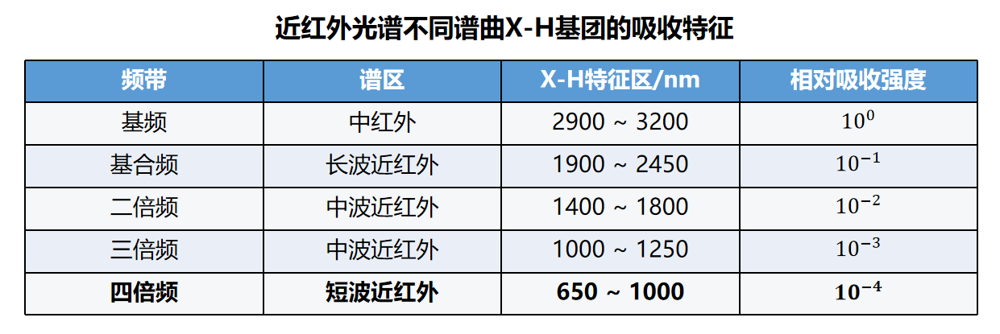 近红外光谱不同谱曲X-H基团的吸收特征
频带 谱区 X-H特征区/nm 相对吸收强度
基频 中红外 2900 ~ 3200 10⁰
基合频 长波近红外 1900 ~ 2450 10⁻¹
二倍频 中波近红外 1400 ~ 1800 10⁻²
三倍频 中波近红外 1000 ~ 1250 10⁻³
四倍频 短波近红外 650 ~ 1000 10⁻⁴